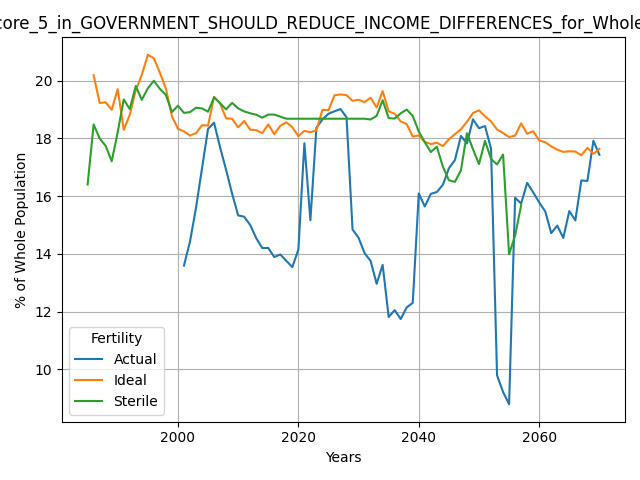 core_5_in_GOVERNMENT_SHOULD_REDUCE_INCOME_DIFFERENCES_for_Whole
% of Whole Population
20
18
16
14
12
10
Fertility
Actual
Ideal
Sterile
2000
2020
2040
2060
Years